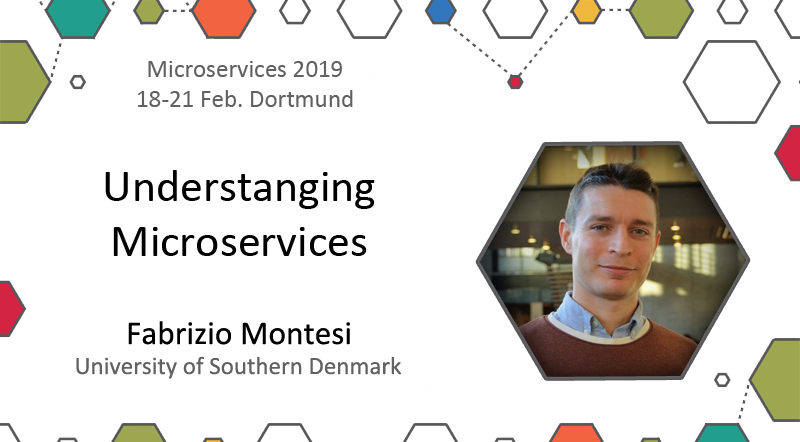 Microservices 2019
18-21 Feb. Dortmund
Understanging
Microservices
Fabrizio Montesi
University of Southern Denmark